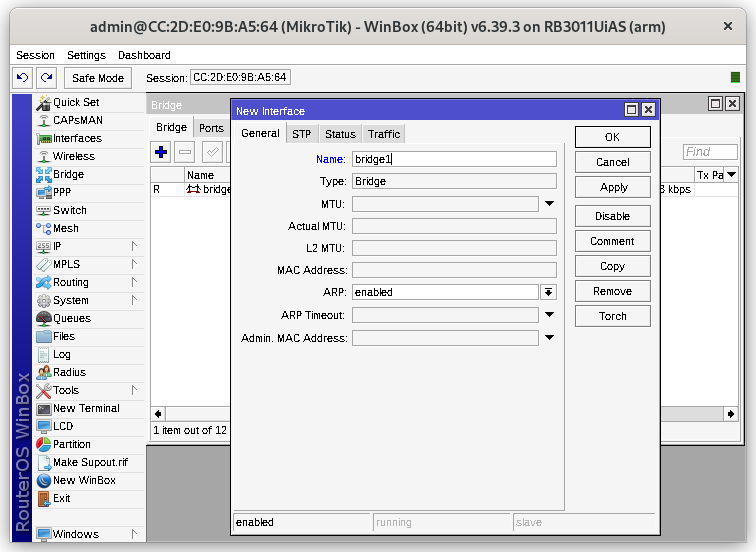 admin@CC:2D:E0:9B:A5:64 (MikroTik) - WinBox (64bit) v6.39.3 on RB3011UiAS (arm)
Session Settings Dashboard
Safe Mode Session: CC:2D:E0:9B:A5:64
RouterOS WinBox
Quick Set
CAPsMAN
Interfaces
Wireless
Bridge
PPP
Switch
Mesh
IP
MPLS
Routing
System
Queues
Files
Log
Radius
Tools
New Terminal
LCD
Partition
Make Supout.rif
New WinBox
Exit
Windows
Bridge
Bridge Ports
Find
Name Tx Pa
R bridge 3 kbps
1 item out of 12
New Interface
General STP Status Traffic
Name: bridge1
Type: Bridge
MTU:
Actual MTU:
L2 MTU:
MAC Address:
ARP: enabled
ARP Timeout:
Admin. MAC Address:
OK
Cancel
Apply
Disable
Comment
Copy
Remove
Torch
enabled running slave